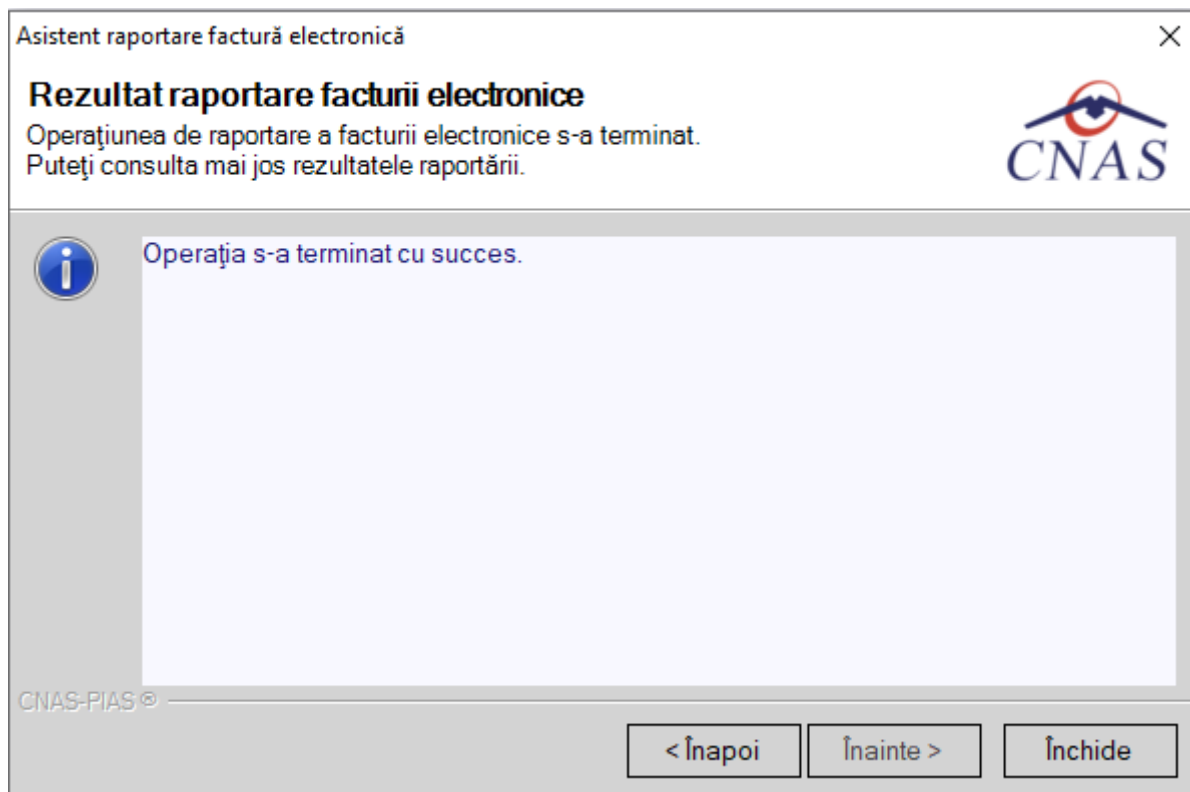 Asistent raportare factură electronică
Rezultat raportare facturii electronice
Operaţiunea de raportare a facturii electronice s-a terminat.
Puteţi consulta mai jos rezultatele raportării.
CNAS
Operaţia s-a terminat cu succes.
CNAS-PIAS ®
< Înapoi
Înainte >
Închide